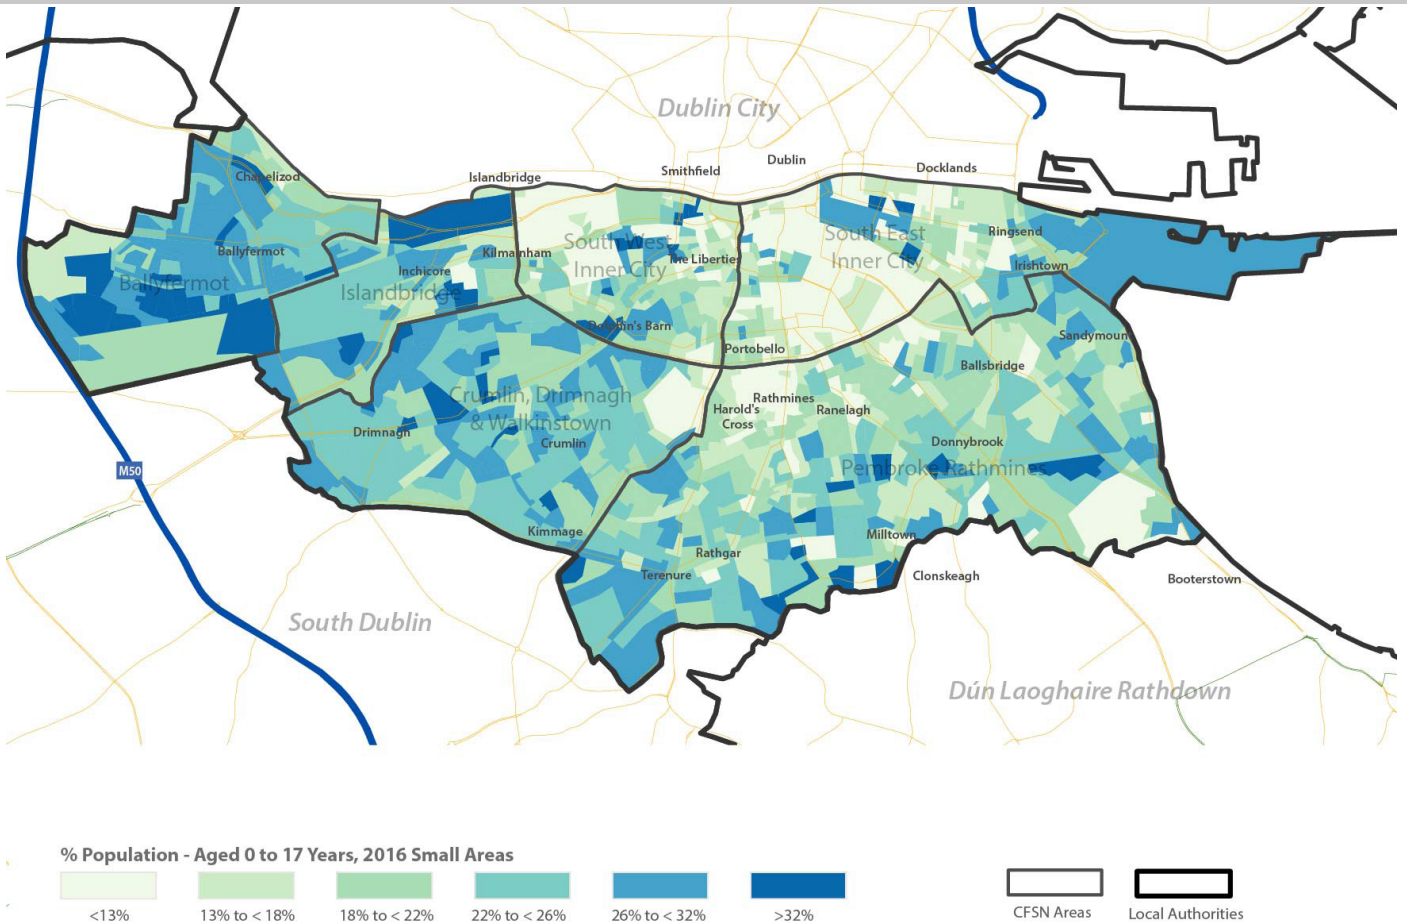 Dublin City
Dublin
Smithfield
Docklands
Islandbridge
Chapelizod
Ringsend
South West
Inner City
South East
Inner City
Ballyfermot
Kilmainham
The Liberties
Irishtown
Inchicore
Ballyfermot
Islandbridge
Dolphin's Barn
Sandymount
Portobello
Ballsbridge
Crumlin, Drimnagh
& Walkinstown
Rathmines
Harold's
Cross
Ranelagh
Drimnagh
Crumlin
Donnybrook
Pembroke Rathmines
M50
Kimmage
Milltown
Rathgar
Terenure
Clonskeagh
Booterstown
South Dublin
Dún Laoghaire Rathdown
% Population - Aged 0 to 17 Years, 2016 Small Areas
<13%
13% to < 18%
18% to < 22%
22% to < 26%
26% to < 32%
>32%
CFSN Areas
Local Authorities